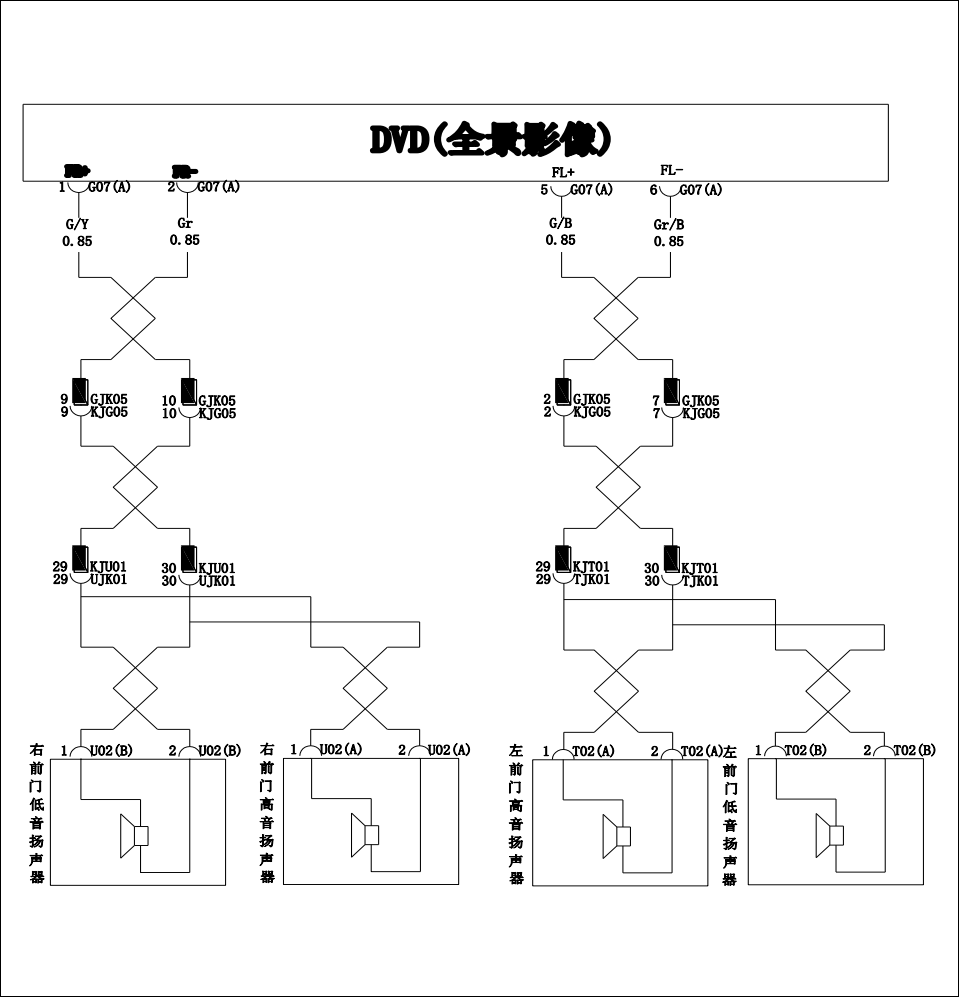 DVD(全景影像)
FR+
FR-
FL+
FL-
1 G07(A)
2 G07(A)
5 G07(A)
6 G07(A)
G/Y
Gr
G/B
Gr/B
0.85
0.85
0.85
0.85
9 GJK05
10 GJK05
2 GJK05
7 GJK05
9 KJG05
10 KJG05
2 KJG05
7 KJG05
29 KJU01
30 KJU01
29 KJT01
30 KJT01
29 UJK01
30 UJK01
29 TJK01
30 TJK01
1 U02(B)
2 U02(B)
1 U02(A)
2 U02(A)
1 T02(A)
2 T02(A)
1 T02(B)
2 T02(B)
右前门低音扬声器
右前门高音扬声器
左前门高音扬声器
左前门低音扬声器